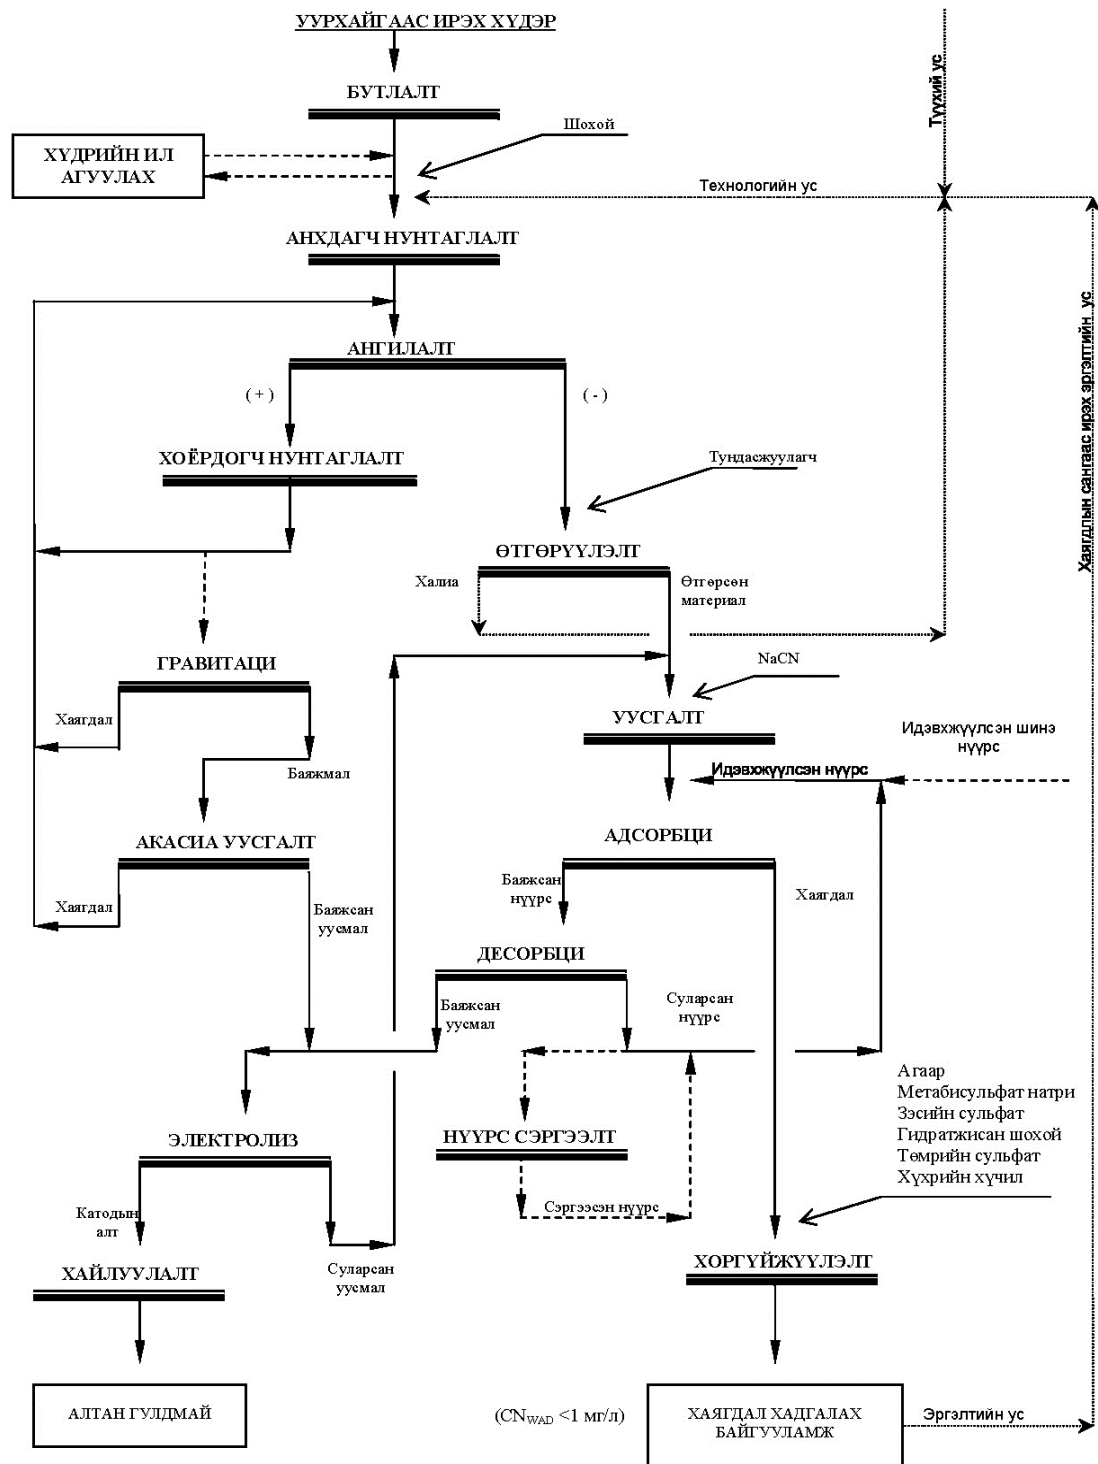 УУРХАЙГААС ИРЭХ ХҮДЭР
БУТЛАЛТ
Шохой
Түүхий ус
ХҮДРИЙН ИЛ
АГУУЛАХ
Технологийн ус
АНХДАГЧ НУНТАГЛАЛТ
Хаягдлын сангаас ирэх эргэптийн ус
АНГИЛАЛТ
( + )
( - )
ХОЁРДОГЧ НУНТАГЛАЛТ
Тундасжуулагч
ӨТГӨРҮҮЛЭЛТ
Халиа
Өтгөрсөн
материал
ГРАВИТАЦИ
NaCN
Хаягдал
УУСГАЛТ
Идэвхжүүлсэн шинэ
нүүрс
Баяжмал
Идэвхжүүлсэн нүүрс
АКАСИА УУСГАЛТ
АДСОРБЦИ
Баяжсан
нүүрс
Хаягдал
Хаягдал
Баяжсан
уусмал
ДЕСОРБЦИ
Баяжсан
уусмал
Суларсан
нүүрс
Агаар
Метабисульфат натри
Зэсийн сульфат
Гидратжисан шохой
Төмрийн сульфат
Хүхрийн хүчил
ЭЛЕКТРОЛИЗ
НҮҮРС СЭРГЭЭЛТ
Катодын
алт
Сэргээсэн нүүрс
ХАЙЛУУЛАЛТ
Суларсан
уусмал
ХОРГҮЙЖҮҮЛЭЛТ
АЛТАН ГУЛДМАЙ
(CNWAD <1 мг/л)
ХАЯГДАЛ ХАДГАЛАХ
БАЙГУУЛАМЖ
Эргэлтийн ус